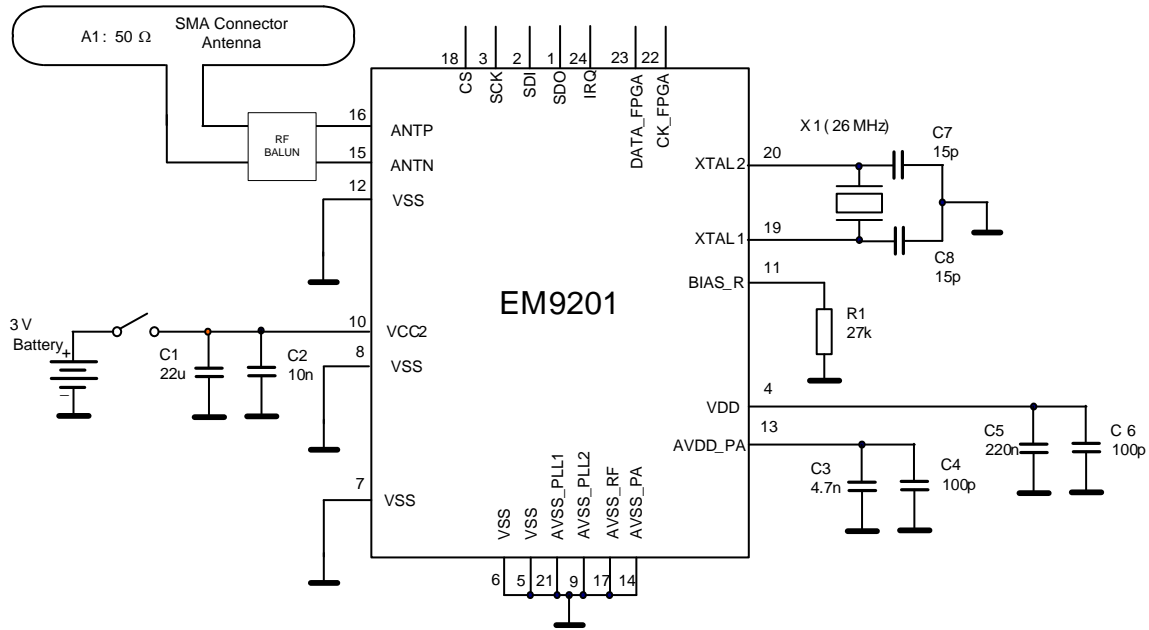 SMA Connector
A1: 50 Ω
Antenna
18
3
2
1
24
23
22
CS
SCK
SDI
SDO
IRQ
DATA_FPGA
CK_FPGA
RF
BALUN
16
ANTP
15
ANTN
12
VSS
X1 (26 MHz)
C7
15p
20
XTAL2
19
XTAL1
C8
15p
11
BIAS_R
R1
27k
EM9201
3 V
Battery
+
−
C1
22u
C2
10n
10
VCC2
8
VSS
7
VSS
4
VDD
13
AVDD_PA
C5
220n
C 6
100p
C3
4.7n
C4
100p
VSS
VSS
AVSS_PLL1
AVSS_PLL2
AVSS_RF
AVSS_PA
6
5
21
9
17
14